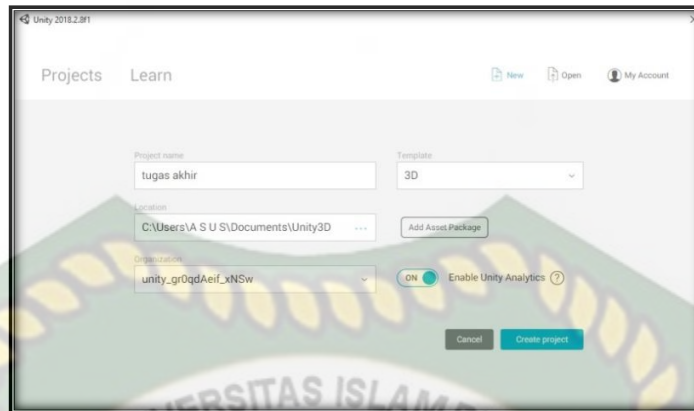 Unity 2018.2.8f1
Projects Learn New Open My Account
Project name Template
tugas akhir 3D
Location
C:\Users\A S U S\Documents\Unity3D ... Add Asset Package
Organization
unity_gr0qdAeif_xNSw ON Enable Unity Analytics ?
Cancel Create project
ERSITAS ISLAM